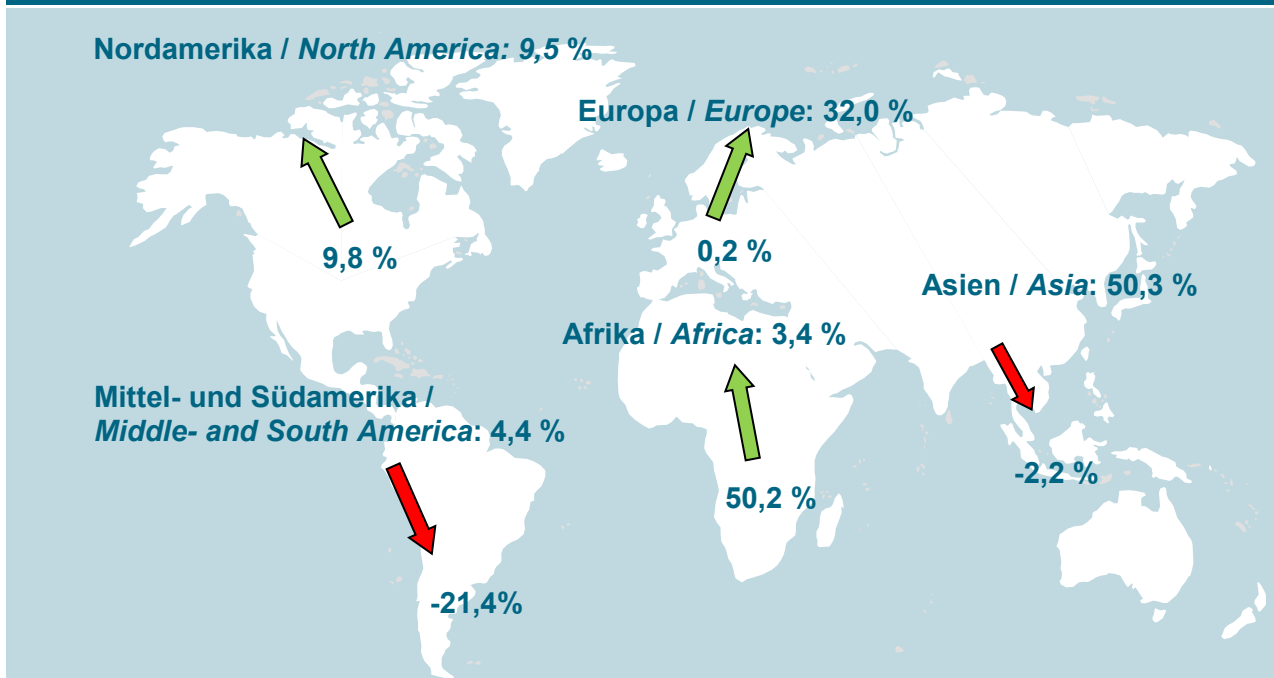 Nordamerika / North America: 9,5 %
Europa / Europe: 32,0 %
9,8 %
0,2 %
Asien / Asia: 50,3 %
Afrika / Africa: 3,4 %
Mittel- und Südamerika /
Middle- and South America: 4,4 %
-2,2 %
50,2 %
-21,4%